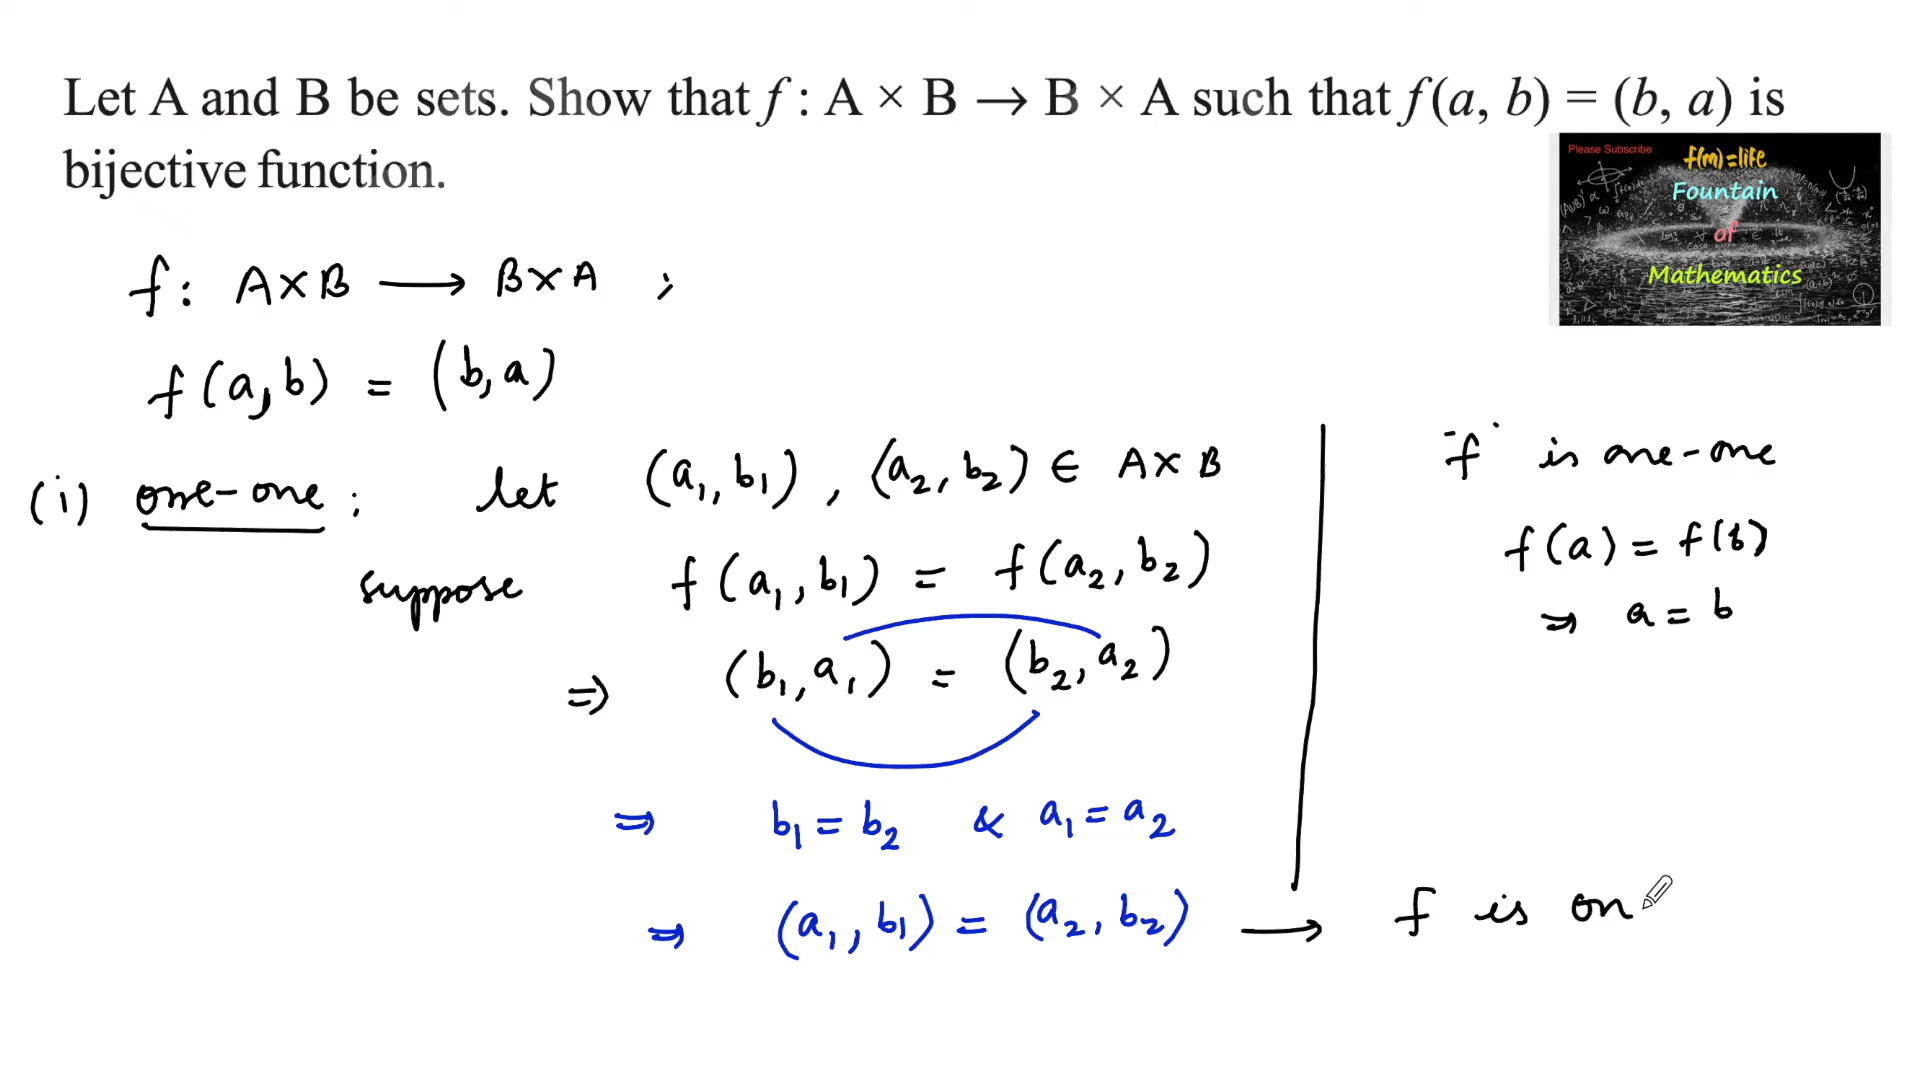 Let A and B be sets. Show that f : A × B → B × A such that f(a, b) = (b, a) is
bijective function.
Please Subscribe
f(m)=life
Fountain
of
Mathematics
f: A×B ⟶ B×A ;
f(a,b) = (b,a)
(i) one-one ; let (a₁,b₁) , (a₂,b₂) ∈ A×B
suppose f(a₁,b₁) = f(a₂,b₂)
⇒ (b₁,a₁) = (b₂,a₂)
⇒ b₁ = b₂ & a₁ = a₂
⇒ (a₁,b₁) = (a₂,b₂) ⟶ f is on
'f' is one-one
f(a) = f(b)
⇒ a = b